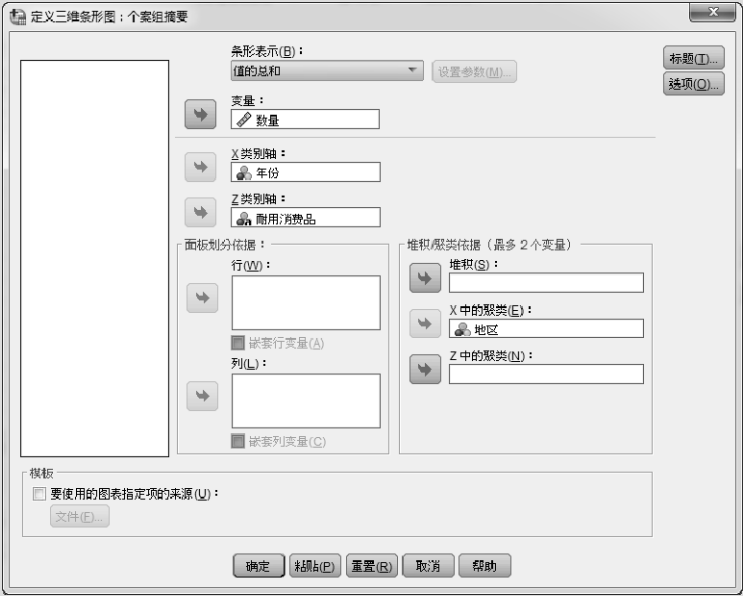 定义三维条形图：个案组摘要
条形表示(B)：
值的总和
设置参数(M)...
标题(T)...
选项(O)...
变量：
数量
X 类别轴：
年份
Z 类别轴：
耐用消费品
面板划分依据：
行(W)：
嵌套行变量(A)
列(L)：
嵌套列变量(C)
堆积/聚类依据（最多 2 个变量）
堆积(S)：
X 中的聚类(E)：
地区
Z 中的聚类(N)：
模板
要使用的图表指定项的来源(U)：
文件(F)...
确定
粘贴(P)
重置(R)
取消
帮助